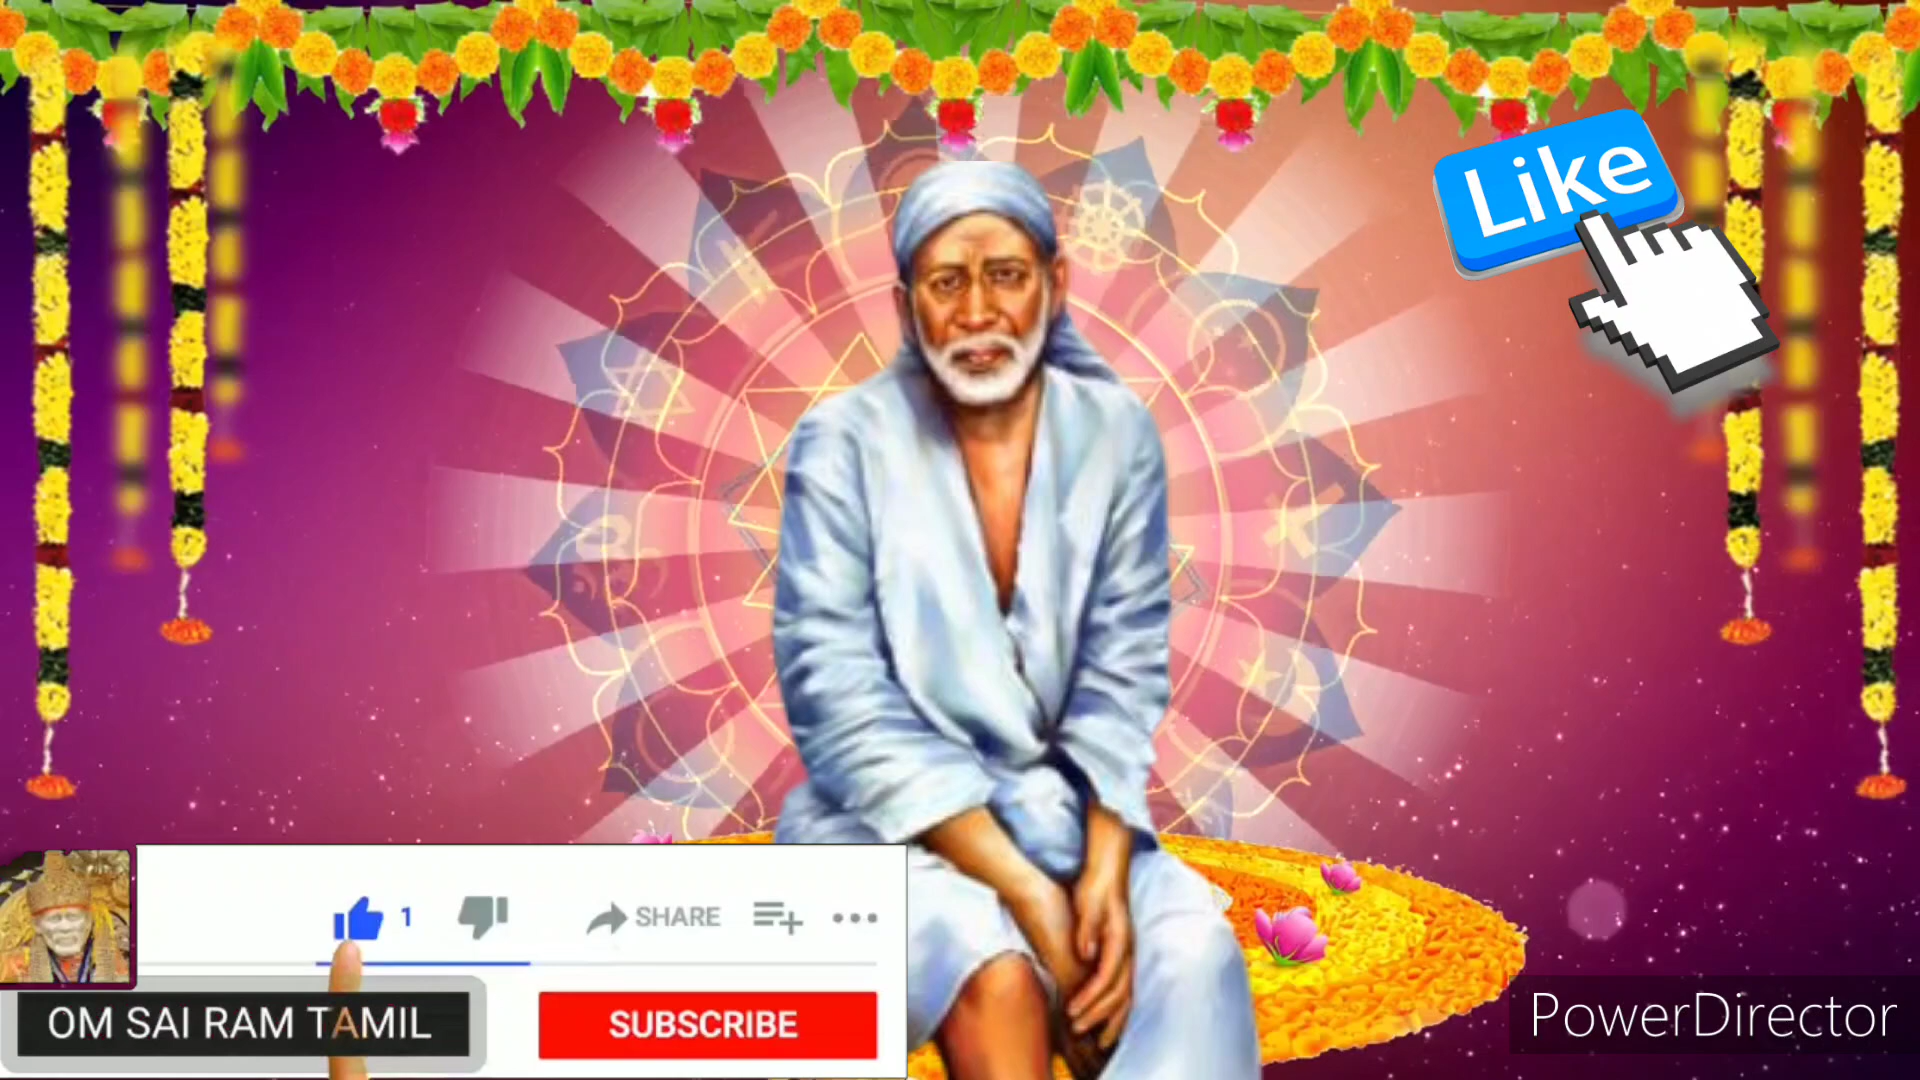 Like
1
SHARE
OM SAI RAM TAMIL
SUBSCRIBE
PowerDirector